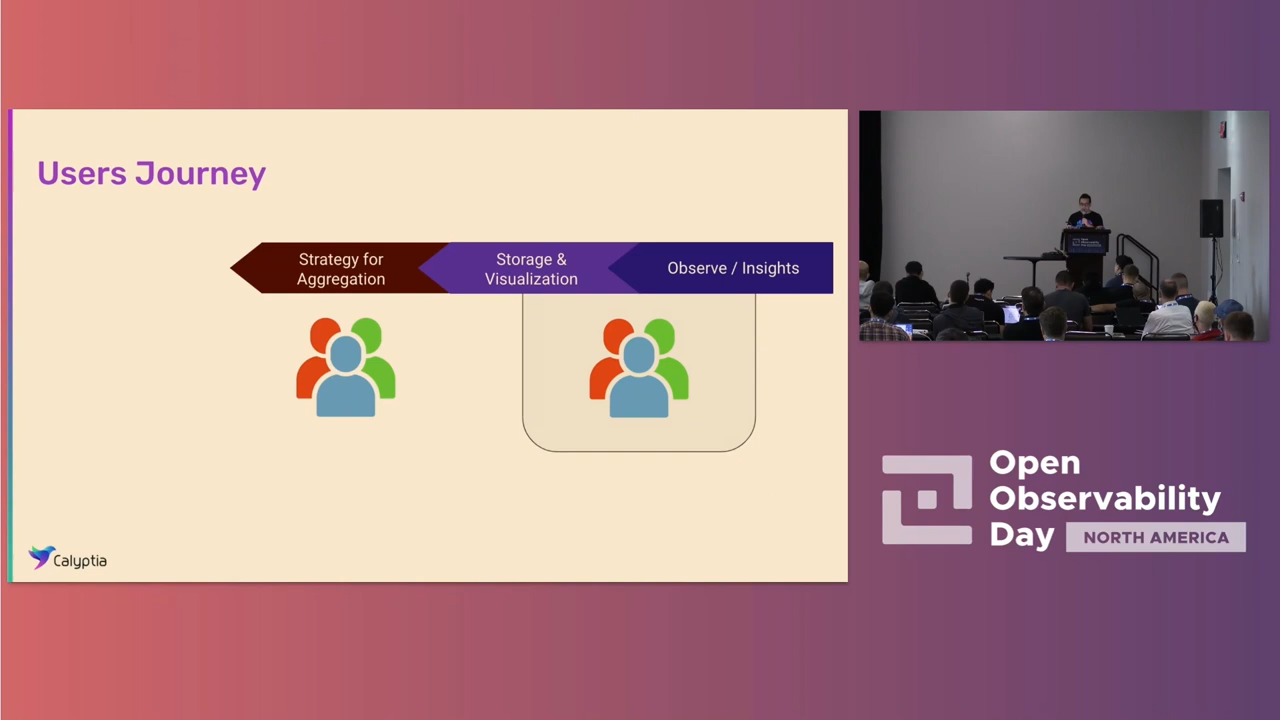 Users Journey
Strategy for
Aggregation
Storage &
Visualization
Observe / Insights
Calyptia
Open
Observability
Day
NORTH AMERICA